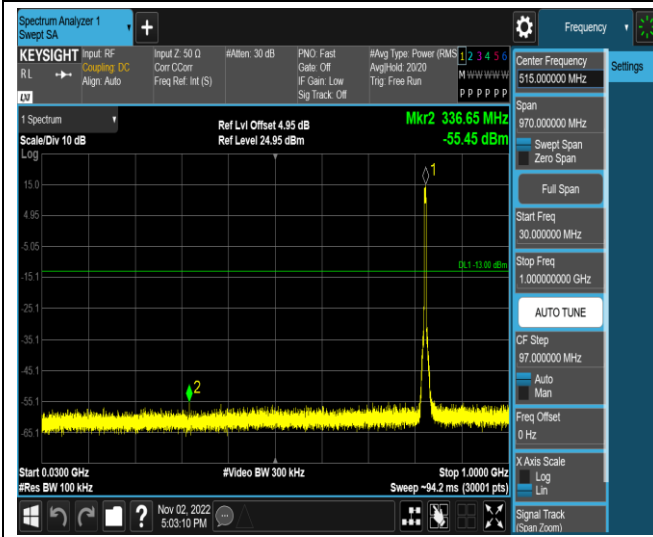 Spectrum Analyzer 1
Swept SA
+
Frequency
KEYSIGHT
RL
LXI
Input: RF
Coupling: DC
Align: Auto
Input Z: 50 Ω
Corr CCorr
Freq Ref: Int (S)
#Atten: 30 dB
PNO: Fast
Gate: Off
IF Gain: Low
Sig Track: Off
#Avg Type: Power (RMS
Avg|Hold: 20/20
Trig: Free Run
1 2 3 4 5 6
M W W W W W
P P P P P P
1 Spectrum
Scale/Div 10 dB
Log
Ref Lvl Offset 4.95 dB
Ref Level 24.95 dBm
Mkr2 336.65 MHz
-55.45 dBm
1
15.0
4.95
-5.05
DL1 -13.00 dBm
-15.1
-25.1
-35.1
-45.1
2
-55.1
-65.1
Start 0.0300 GHz
#Res BW 100 kHz
#Video BW 300 kHz
Stop 1.0000 GHz
Sweep ~94.2 ms (30001 pts)
?
Nov 02, 2022
5:03:10 PM
Center Frequency
515.000000 MHz
Settings
Span
970.000000 MHz
Swept Span
Zero Span
Full Span
Start Freq
30.000000 MHz
Stop Freq
1.000000000 GHz
AUTO TUNE
CF Step
97.000000 MHz
Auto
Man
Freq Offset
0 Hz
X Axis Scale
Log
Lin
Signal Track
(Span Zoom)